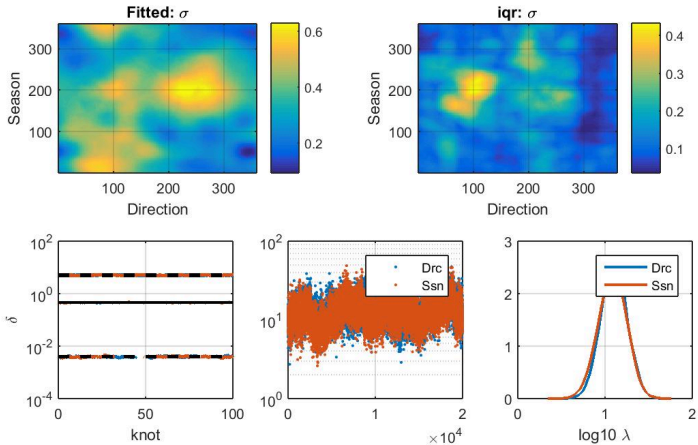 Fitted: σ
iqr: σ
300
200
100
Season
100 200 300
Direction
0.6
0.4
0.2
300
200
100
Season
100 200 300
Direction
0.4
0.3
0.2
0.1
10^2
10^0
10^-2
10^-4
δ
0 50 100
knot
10^2
10^1
10^0
Drc
Ssn
0 1 2
×10^4
3
2
1
0
Drc
Ssn
0 1 2
log10 λ